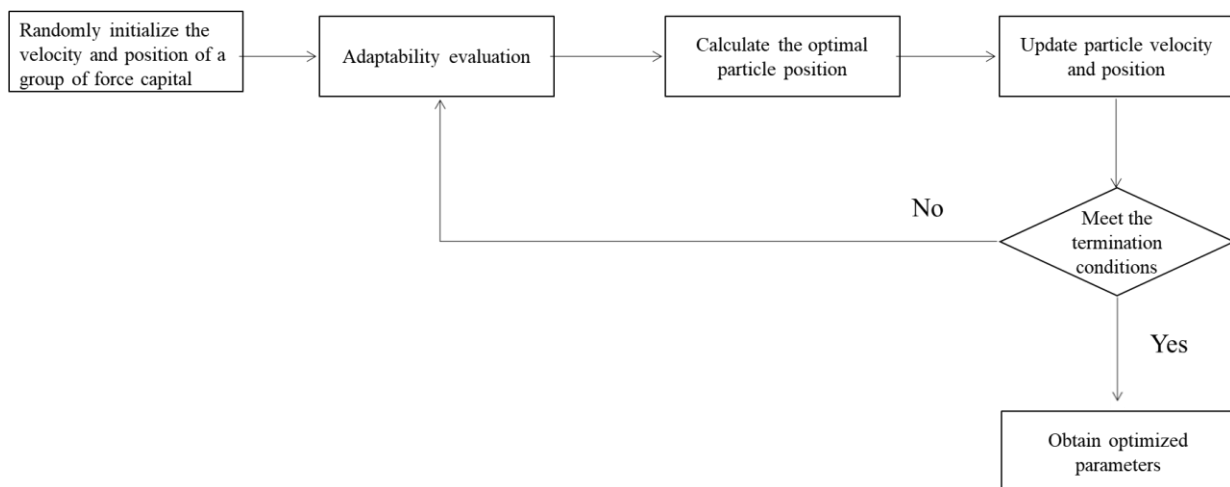 Randomly initialize the
velocity and position of a
group of force capital
Adaptability evaluation
Calculate the optimal
particle position
Update particle velocity
and position
No
Meet the
termination
conditions
Yes
Obtain optimized
parameters